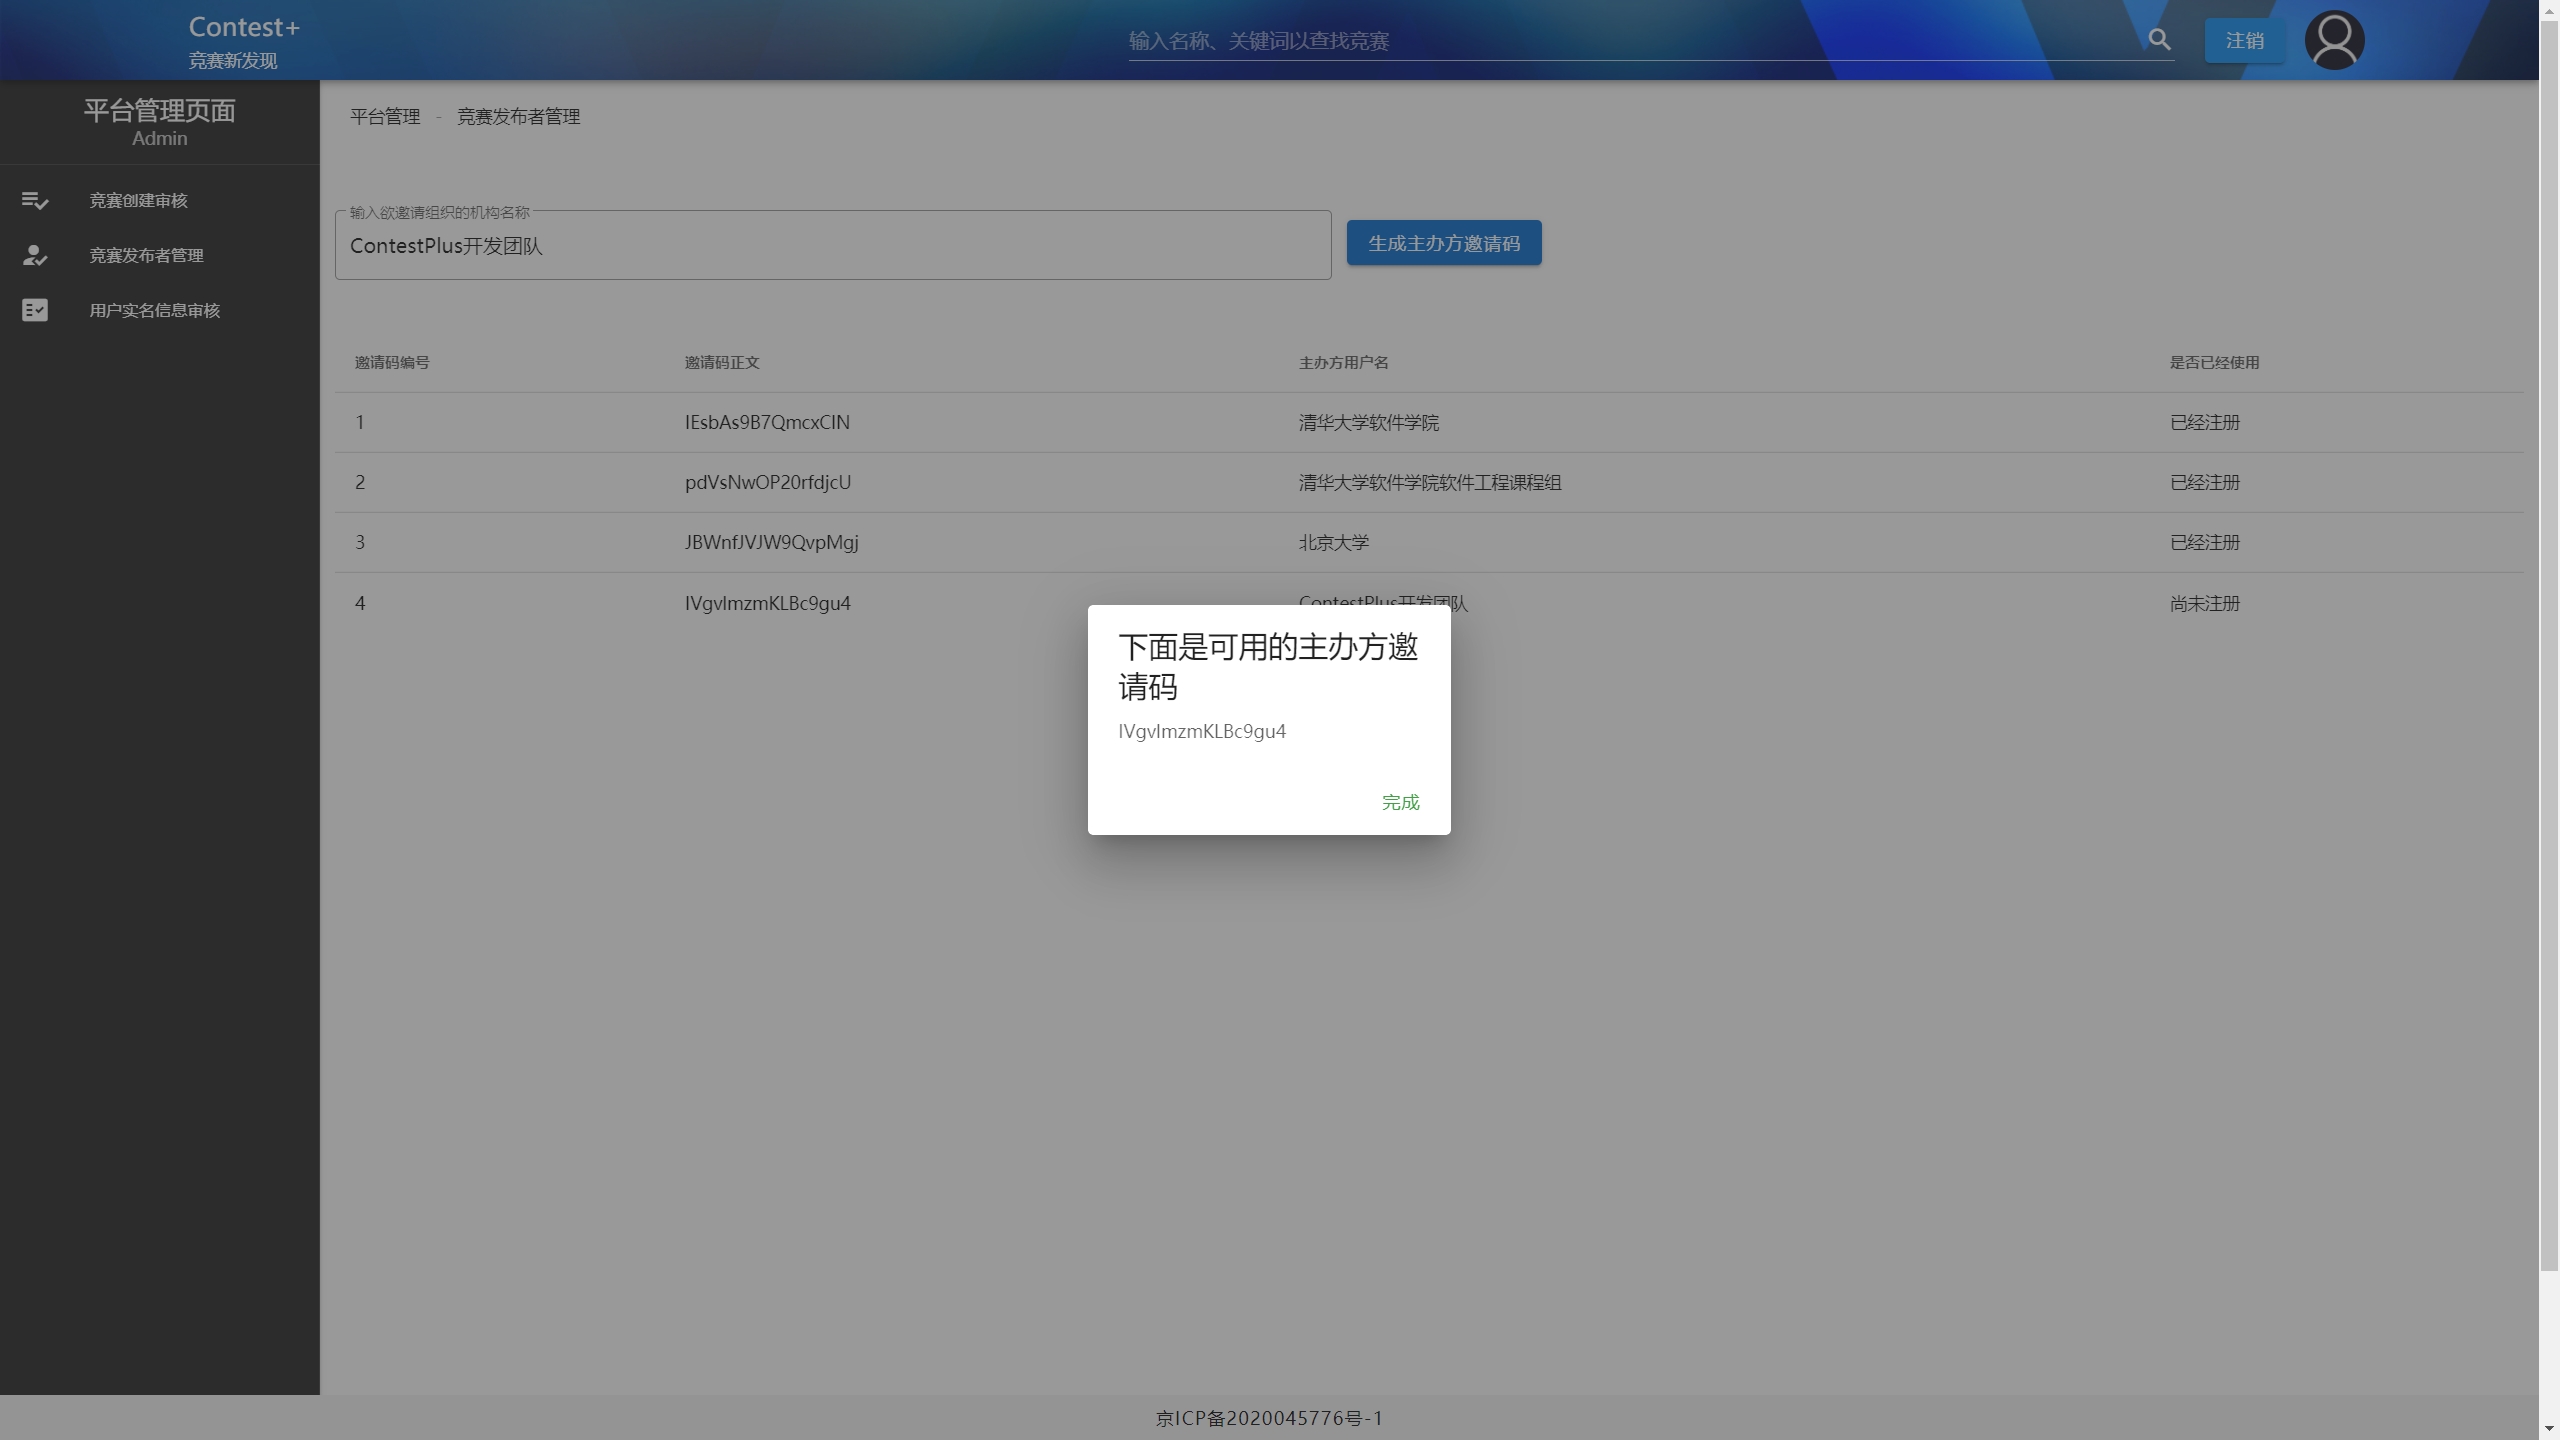 Contest+
竞赛新发现
输入名称、关键词以查找竞赛
注销
平台管理页面
Admin
竞赛创建审核
竞赛发布者管理
用户实名信息审核
平台管理 - 竞赛发布者管理
输入欲邀请组织的机构名称
ContestPlus开发团队
生成主办方邀请码
邀请码编号 邀请码正文 主办方用户名 是否已经使用
1 IEsbAs9B7QmcxCIN 清华大学软件学院 已经注册
2 pdVsNwOP20rfdjcU 清华大学软件学院软件工程课程组 已经注册
3 JBWnfJVJW9QvpMgj 北京大学 已经注册
4 IVgvImzmKLBc9gu4 ContestPlus开发团队 尚未注册
下面是可用的主办方邀
请码
IVgvImzmKLBc9gu4
完成
京ICP备2020045776号-1